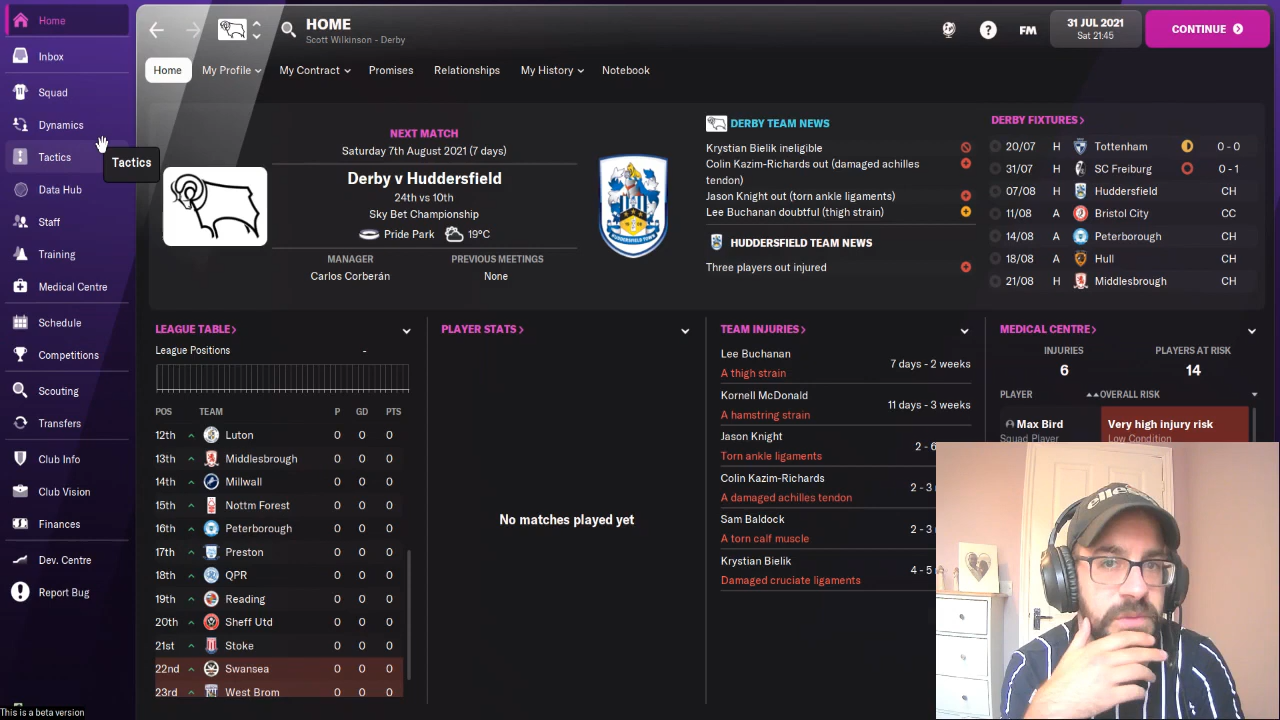 Home
Inbox
Squad
Dynamics
Tactics
Tactics
Data Hub
Staff
Training
Medical Centre
Schedule
Competitions
Scouting
Transfers
Club Info
Club Vision
Finances
Dev. Centre
Report Bug
This is a beta version
HOME
Scott Wilkinson - Derby
FM
31 JUL 2021
Sat 21:45
CONTINUE
Home My Profile My Contract Promises Relationships My History Notebook
NEXT MATCH
Saturday 7th August 2021 (7 days)
Derby v Huddersfield
24th vs 10th
Sky Bet Championship
Pride Park 19°C
MANAGER PREVIOUS MEETINGS
Carlos Corberán None
DERBY TEAM NEWS
Krystian Bielik ineligible
Colin Kazim-Richards out (damaged achilles
tendon)
Jason Knight out (torn ankle ligaments)
Lee Buchanan doubtful (thigh strain)
HUDDERSFIELD TEAM NEWS
Three players out injured
DERBY FIXTURES>
20/07 H Tottenham 0 - 0
31/07 H SC Freiburg 0 - 1
07/08 H Huddersfield CH
11/08 A Bristol City CC
14/08 A Peterborough CH
18/08 A Hull CH
21/08 H Middlesbrough CH
LEAGUE TABLE>
League Positions -
POS TEAM P GD PTS
12th Luton 0 0 0
13th Middlesbrough 0 0 0
14th Millwall 0 0 0
15th Nottm Forest 0 0 0
16th Peterborough 0 0 0
17th Preston 0 0 0
18th QPR 0 0 0
19th Reading 0 0 0
20th Sheff Utd 0 0 0
21st Stoke 0 0 0
22nd Swansea 0 0 0
23rd West Brom 0 0 0
PLAYER STATS>
No matches played yet
TEAM INJURIES>
Lee Buchanan
A thigh strain
7 days - 2 weeks
Kornell McDonald
A hamstring strain
11 days - 3 weeks
Jason Knight
Torn ankle ligaments
2 - 6
Colin Kazim-Richards
A damaged achilles tendon
2 - 3
Sam Baldock
A torn calf muscle
2 - 3
Krystian Bielik
Damaged cruciate ligaments
4 - 5
MEDICAL CENTRE>
INJURIES PLAYERS AT RISK
6 14
PLAYER OVERALL RISK
Max Bird Very high injury risk
Squad Player Low Condition